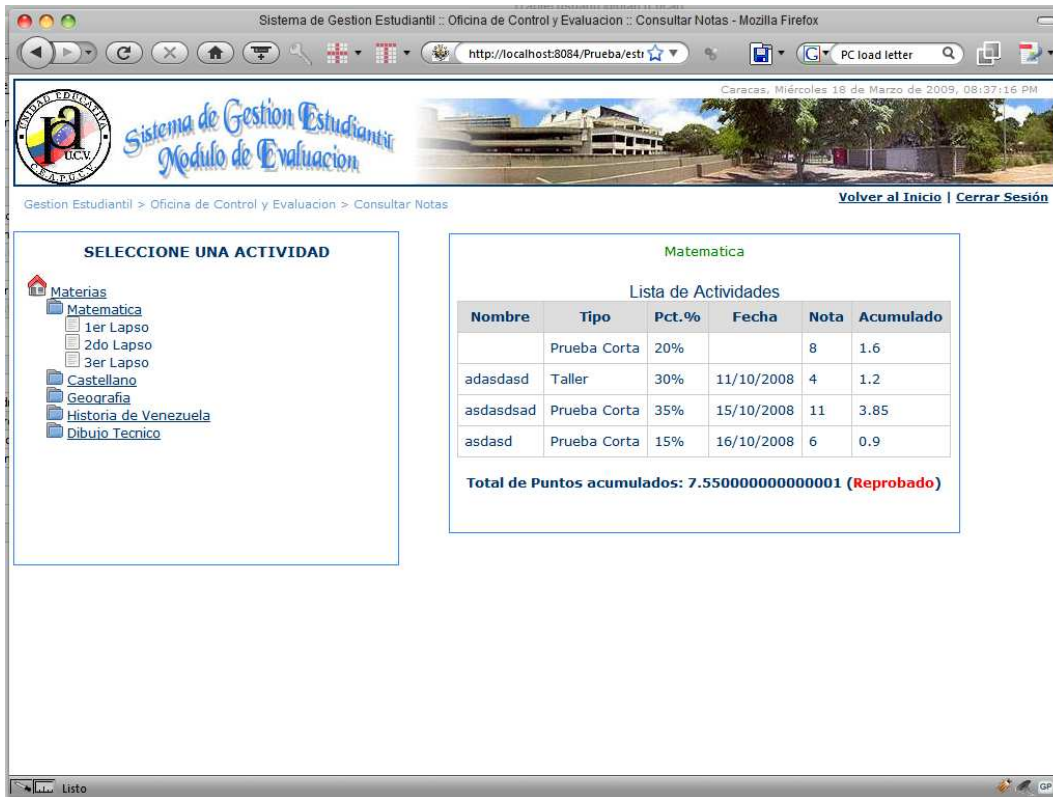 Sistema de Gestion Estudiantil :: Oficina de Control y Evaluacion :: Consultar Notas - Mozilla Firefox
http://localhost:8084/Prueba/estr
PC load letter
Caracas, Miércoles 18 de Marzo de 2009, 08:37:16 PM
UNIDAD EDUCATIVA
U.C.V.
C.E.A.P.U.C.V.
Sistema de Gestion Estudiantil
Modulo de Evaluacion
Gestion Estudiantil > Oficina de Control y Evaluacion > Consultar Notas
Volver al Inicio | Cerrar Sesión
SELECCIONE UNA ACTIVIDAD
Materias
Matematica
1er Lapso
2do Lapso
3er Lapso
Castellano
Geografia
Historia de Venezuela
Dibujo Tecnico
Matematica
Lista de Actividades
Nombre Tipo Pct.% Fecha Nota Acumulado
Prueba Corta 20% 8 1.6
adasdasd Taller 30% 11/10/2008 4 1.2
asdasdsad Prueba Corta 35% 15/10/2008 11 3.85
asdasd Prueba Corta 15% 16/10/2008 6 0.9
Total de Puntos acumulados: 7.550000000000001 (Reprobado)
Listo
GP